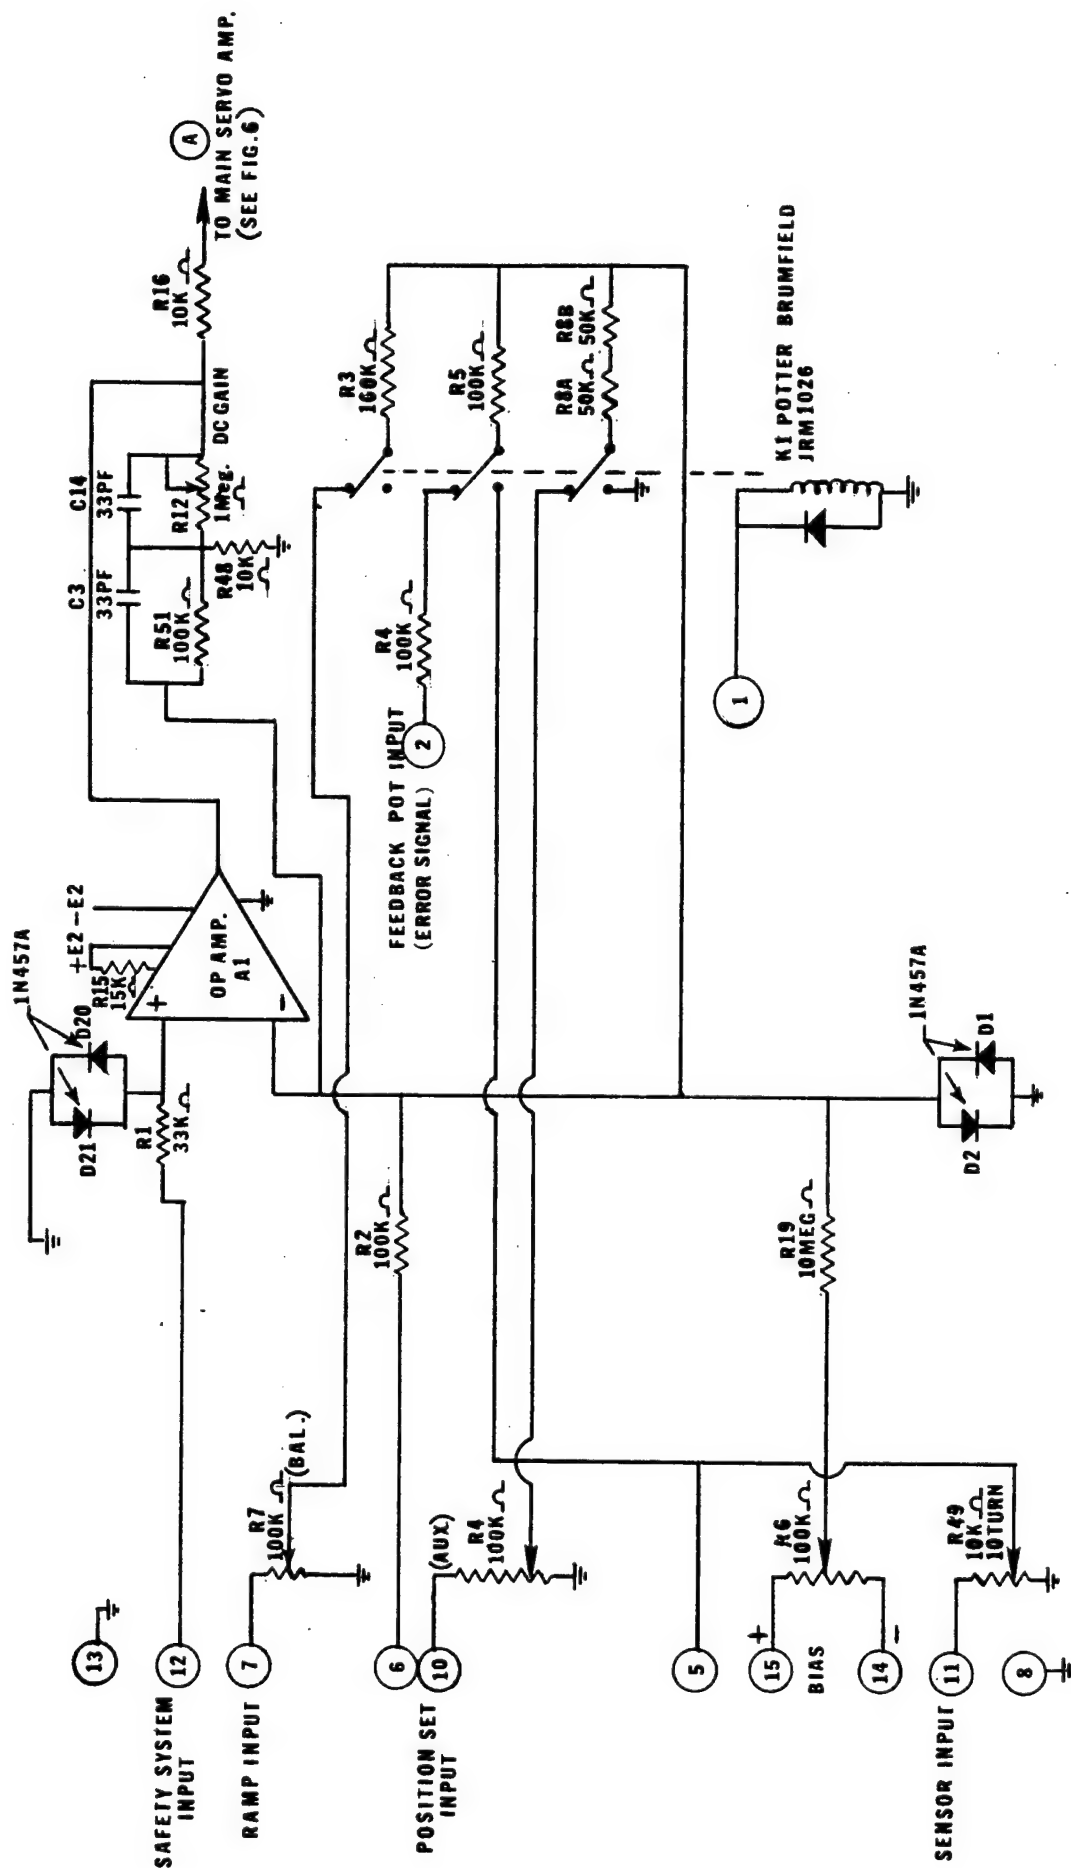 13
12
SAFETY SYSTEM
INPUT
7
RAMP INPUT
6
10
POSITION SET
INPUT
5
15
+
BIAS
14
-
11
SENSOR INPUT
8
R7
100K Ω
(BAL.)
(AUX.)
R4
100K Ω
100K Ω
R49
10K Ω
10TURN
1N457A
D21
D20
R1
33K Ω
R15
15K Ω
+E2
-E2
+
-
OP AMP.
A1
R2
100K Ω
R19
10MEG Ω
1N457A
D2
D1
C3
33PF
C14
33PF
R51
100K Ω
R48
10K Ω
R12
1Meg. Ω
DC GAIN
R16
10K Ω
A
TO MAIN SERVO AMP.
(SEE FIG.6)
FEEDBACK POT INPUT
(ERROR SIGNAL)
2
R4
100K Ω
R3
Ω
R5
100K Ω
R8A
50K Ω
R8B
50K Ω
1
K1 POTTER BRUMFIELD
JRM1026